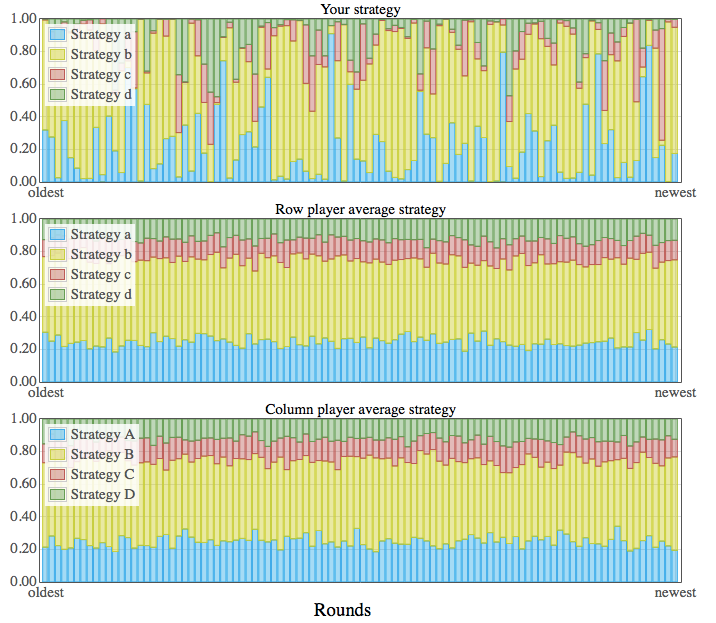 Your strategy
1.00
Strategy a
0.80
Strategy b
0.60
Strategy c
Strategy d
0.40
0.20
0.00
oldest
newest
Row player average strategy
1.00
Strategy a
0.80
Strategy b
0.60
Strategy c
Strategy d
0.40
0.20
0.00
oldest
newest
Column player average strategy
1.00
Strategy A
0.80
Strategy B
0.60
Strategy C
Strategy D
0.40
0.20
0.00
oldest
newest
Rounds